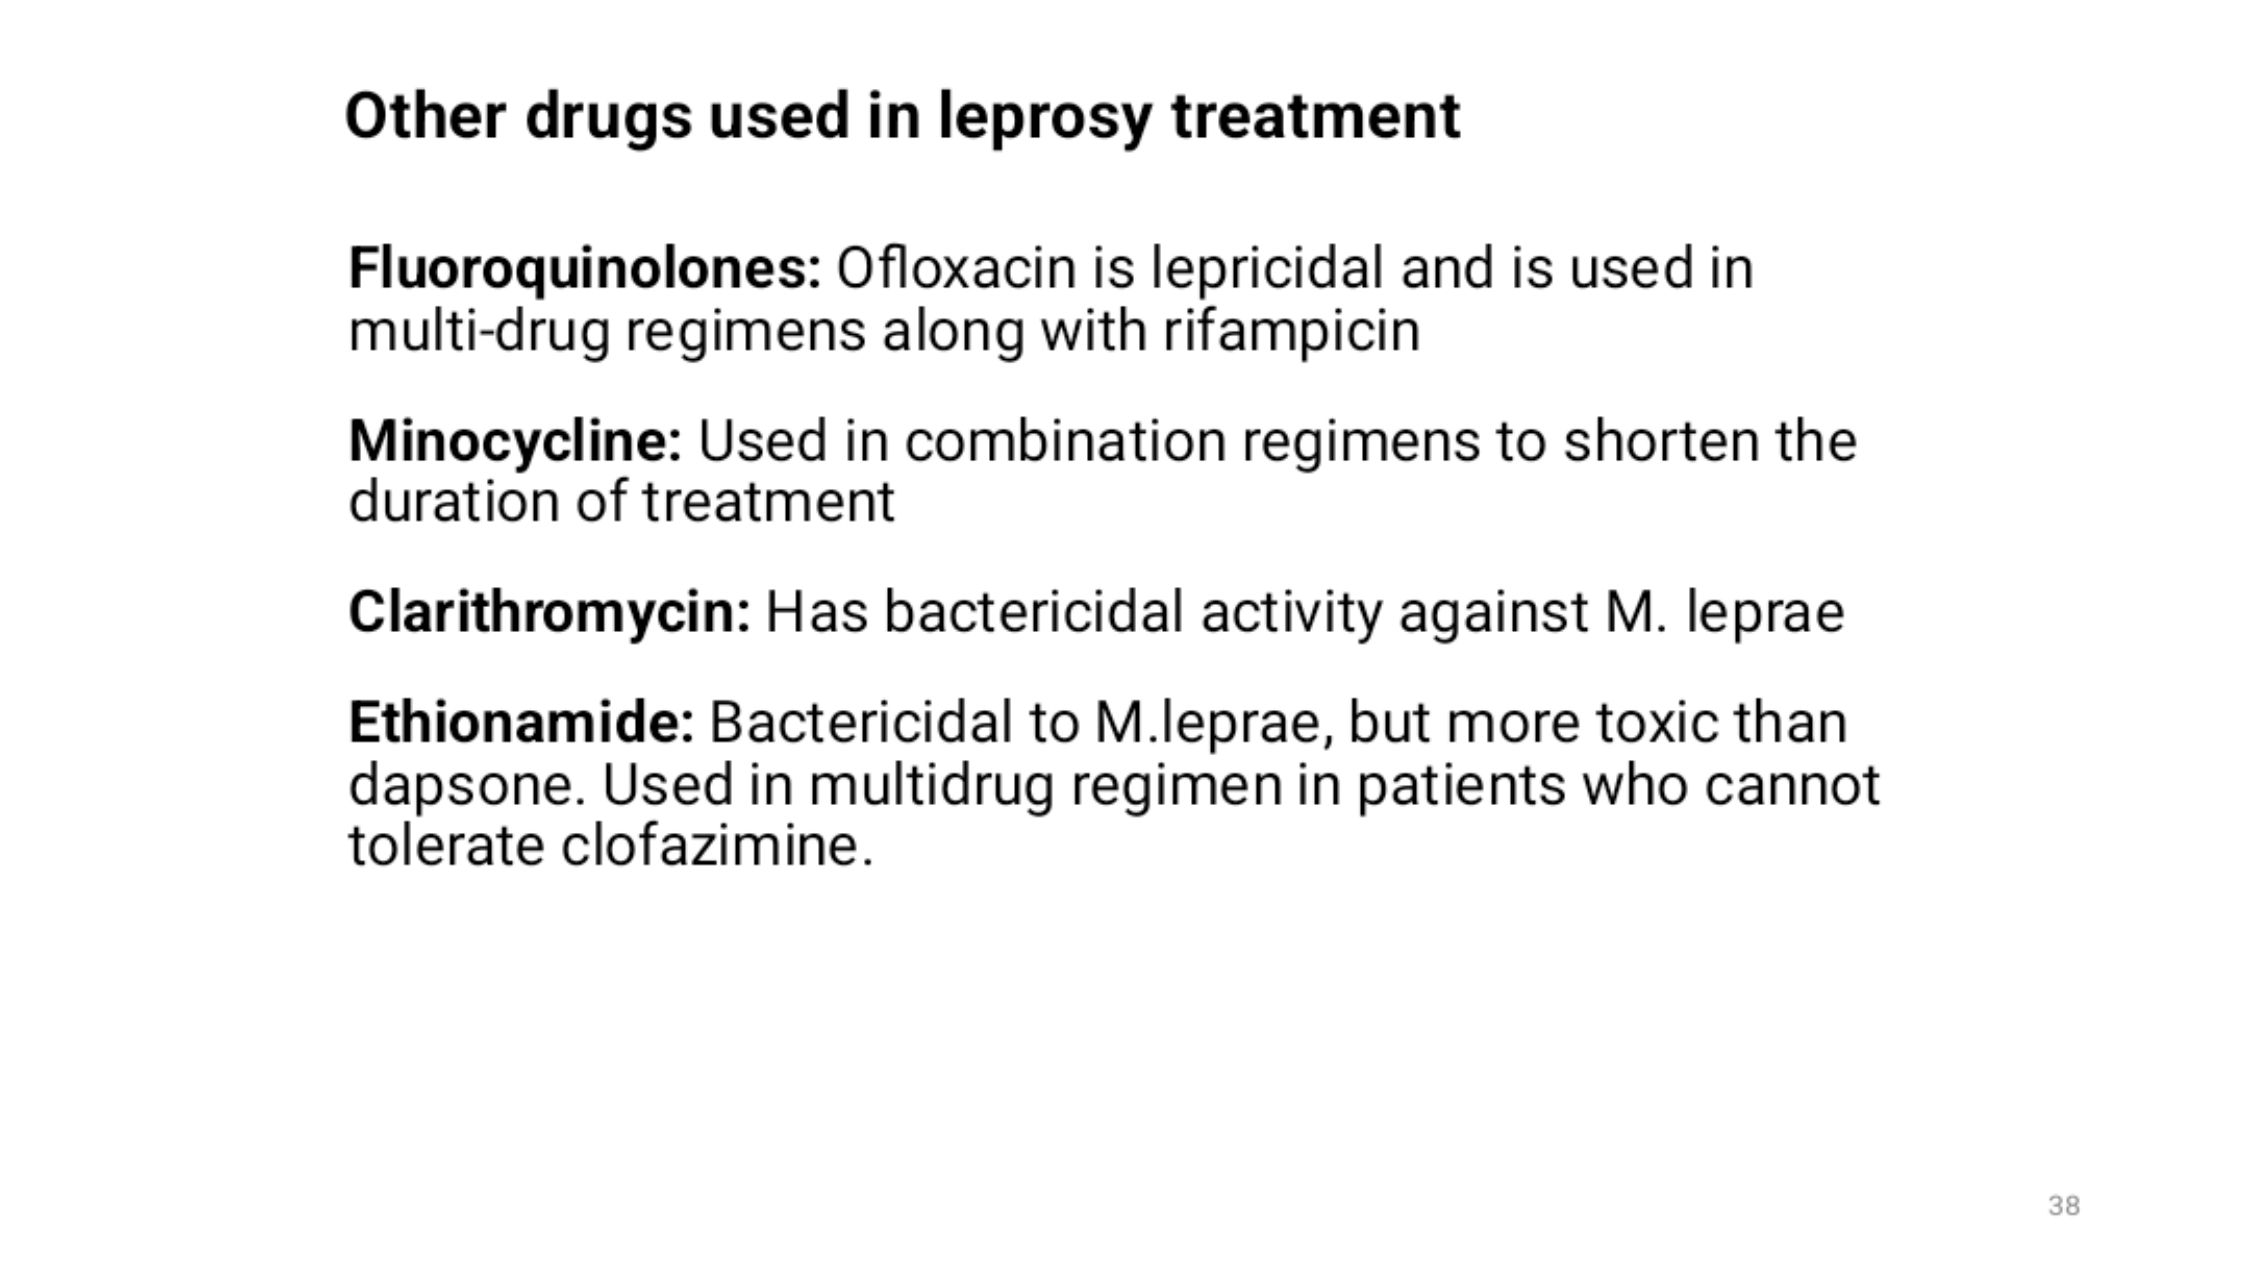 Other drugs used in leprosy treatment
Fluoroquinolones: Ofloxacin is lepricidal and is used in
multi-drug regimens along with rifampicin
Minocycline: Used in combination regimens to shorten the
duration of treatment
Clarithromycin: Has bactericidal activity against M. leprae
Ethionamide: Bactericidal to M.leprae, but more toxic than
dapsone. Used in multidrug regimen in patients who cannot
tolerate clofazimine.
38